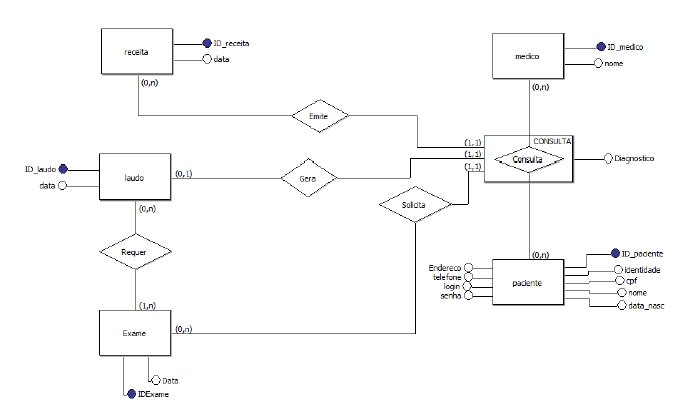 receita
ID_receita
data
(0,n)
medico
ID_medico
nome
(0,n)
Emite
(1,1)
CONSULTA
Consulta
Diagnostico
ID_laudo
data
laudo
(0,1)
Gera
(1,1)
(1,1)
Solicita
(0,n)
Requer
(0,n)
Endereco
telefone
login
senha
paciente
ID_paciente
identidade
cpf
nome
data_nasc
(1,n)
Exame
(0,n)
Data
IDExame